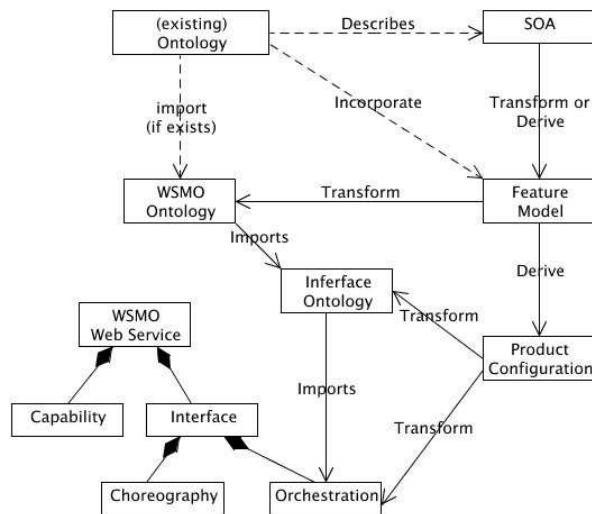 (existing)
Ontology
Describes
SOA
import
(if exists)
Incorporate
Transform or
Derive
WSMO
Ontology
Transform
Feature
Model
Imports
Derive
Inferface
Ontology
WSMO
Web Service
Transform
Product
Configuration
Imports
Capability
Interface
Transform
Choreography
Orchestration